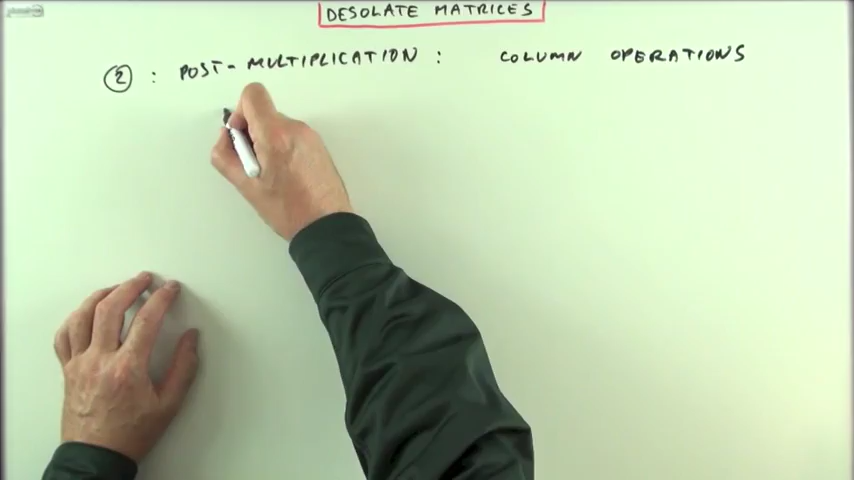 DESOLATE MATRICES
② : POST-MULTIPLICATION : COLUMN OPERATIONS